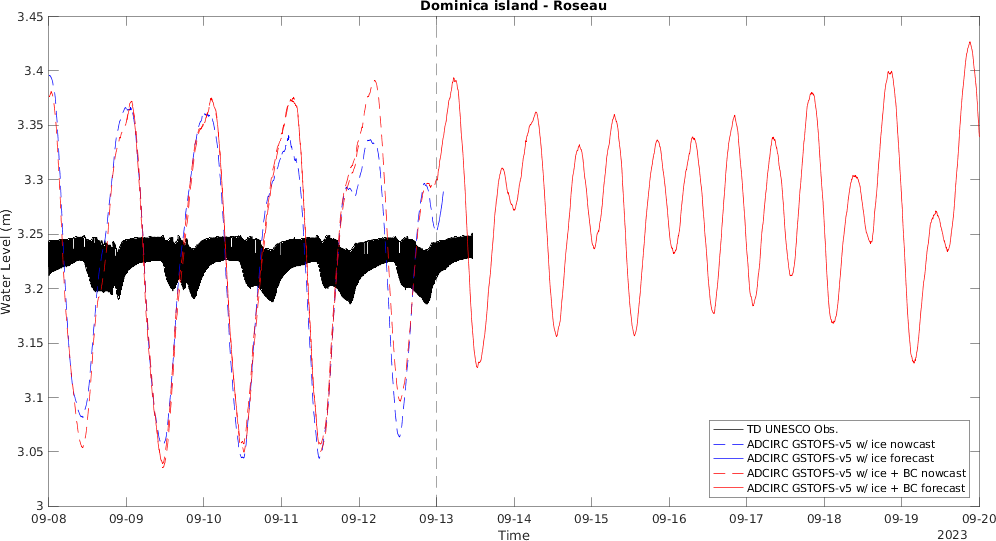 Dominica island - Roseau
3.45
3.4
3.35
3.3
3.25
3.2
3.15
3.1
3.05
3
Water Level (m)
09-08 09-09 09-10 09-11 09-12 09-13 09-14 09-15 09-16 09-17 09-18 09-19 09-20
Time
2023
TD UNESCO Obs.
ADCIRC GSTOFS-v5 w/ ice nowcast
ADCIRC GSTOFS-v5 w/ ice forecast
ADCIRC GSTOFS-v5 w/ ice + BC nowcast
ADCIRC GSTOFS-v5 w/ ice + BC forecast